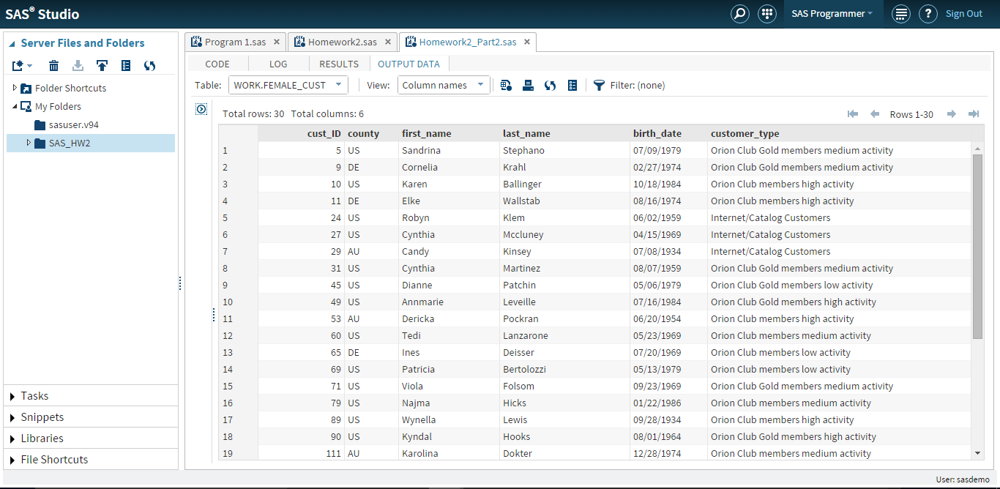 SAS® Studio
SAS Programmer
?
Sign Out
Server Files and Folders
Folder Shortcuts
My Folders
sasuser.v94
SAS_HW2
Tasks
Snippets
Libraries
File Shortcuts
Program 1.sas × Homework2.sas × Homework2_Part2.sas ×
CODE LOG RESULTS OUTPUT DATA
Table: WORK.FEMALE_CUST View: Column names Filter: (none)
Total rows: 30 Total columns: 6 Rows 1-30
cust_ID county first_name last_name birth_date customer_type
1 5 US Sandrina Stephano 07/09/1979 Orion Club Gold members medium activity
2 9 DE Cornelia Krahl 02/27/1974 Orion Club Gold members medium activity
3 10 US Karen Ballinger 10/18/1984 Orion Club members high activity
4 11 DE Elke Wallstab 08/16/1974 Orion Club members high activity
5 24 US Robyn Klem 06/02/1959 Internet/Catalog Customers
6 27 US Cynthia Mccluney 04/15/1969 Internet/Catalog Customers
7 29 AU Candy Kinsey 07/08/1934 Internet/Catalog Customers
8 31 US Cynthia Martinez 08/07/1959 Orion Club Gold members medium activity
9 45 US Dianne Patchin 05/06/1979 Orion Club Gold members low activity
10 49 US Annmarie Leveille 07/16/1984 Orion Club Gold members high activity
11 53 AU Dericka Pockran 06/20/1954 Orion Club members high activity
12 60 US Tedi Lanzarone 05/23/1969 Orion Club members medium activity
13 65 DE Ines Deisser 07/20/1969 Orion Club members low activity
14 69 US Patricia Bertolozzi 05/13/1979 Orion Club members low activity
15 71 US Viola Folsom 09/23/1969 Orion Club Gold members medium activity
16 79 US Najma Hicks 01/22/1986 Orion Club members medium activity
17 89 US Wynella Lewis 09/28/1934 Orion Club members high activity
18 90 US Kyndal Hooks 08/01/1964 Orion Club Gold members high activity
19 111 AU Karolina Dokter 12/28/1974 Orion Club members medium activity
User: sasdemo